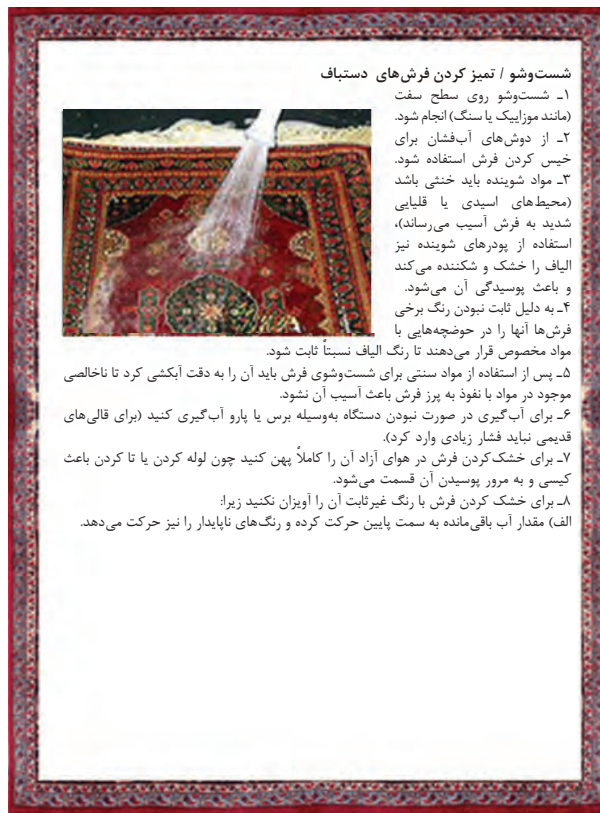 شست‌وشو / تمیز کردن فرش‌های دستباف
۱ـ شست‌وشو روی سطح سفت
(مانند موزاییک یا سنگ) انجام شود.
۲ـ از دوش‌های آب‌فشان برای
خیس کردن فرش استفاده شود.
۳ـ مواد شوینده باید خنثی باشد
(محیط‌های اسیدی یا قلیایی
شدید به فرش آسیب می‌رساند)،
استفاده از پودرهای شوینده نیز
الیاف را خشک و شکننده می‌کند
و باعث پوسیدگی آن می‌شود.
۴ـ به دلیل ثابت نبودن رنگ برخی
فرش‌ها آنها را در حوضچه‌هایی با
مواد مخصوص قرار می‌دهند تا رنگ الیاف نسبتاً ثابت شود.
۵ـ پس از استفاده از مواد سنتی برای شست‌وشوی فرش باید آن را به دقت آبکشی کرد تا ناخالصی
موجود در مواد با نفوذ به پرز فرش باعث آسیب آن نشود.
۶ـ برای آب‌گیری در صورت نبودن دستگاه به‌وسیله برس یا پارو آب‌گیری کنید (برای قالی‌های
قدیمی نباید فشار زیادی وارد کرد).
۷ـ برای خشک‌کردن فرش در هوای آزاد آن را کاملاً پهن کنید چون لوله کردن یا تا کردن باعث
کیسی و به مرور پوسیدن آن قسمت می‌شود.
۸ـ برای خشک کردن فرش با رنگ غیرثابت آن را آویزان نکنید زیرا:
الف) مقدار آب باقی‌مانده به سمت پایین حرکت کرده و رنگ‌های ناپایدار را نیز حرکت می‌دهد.